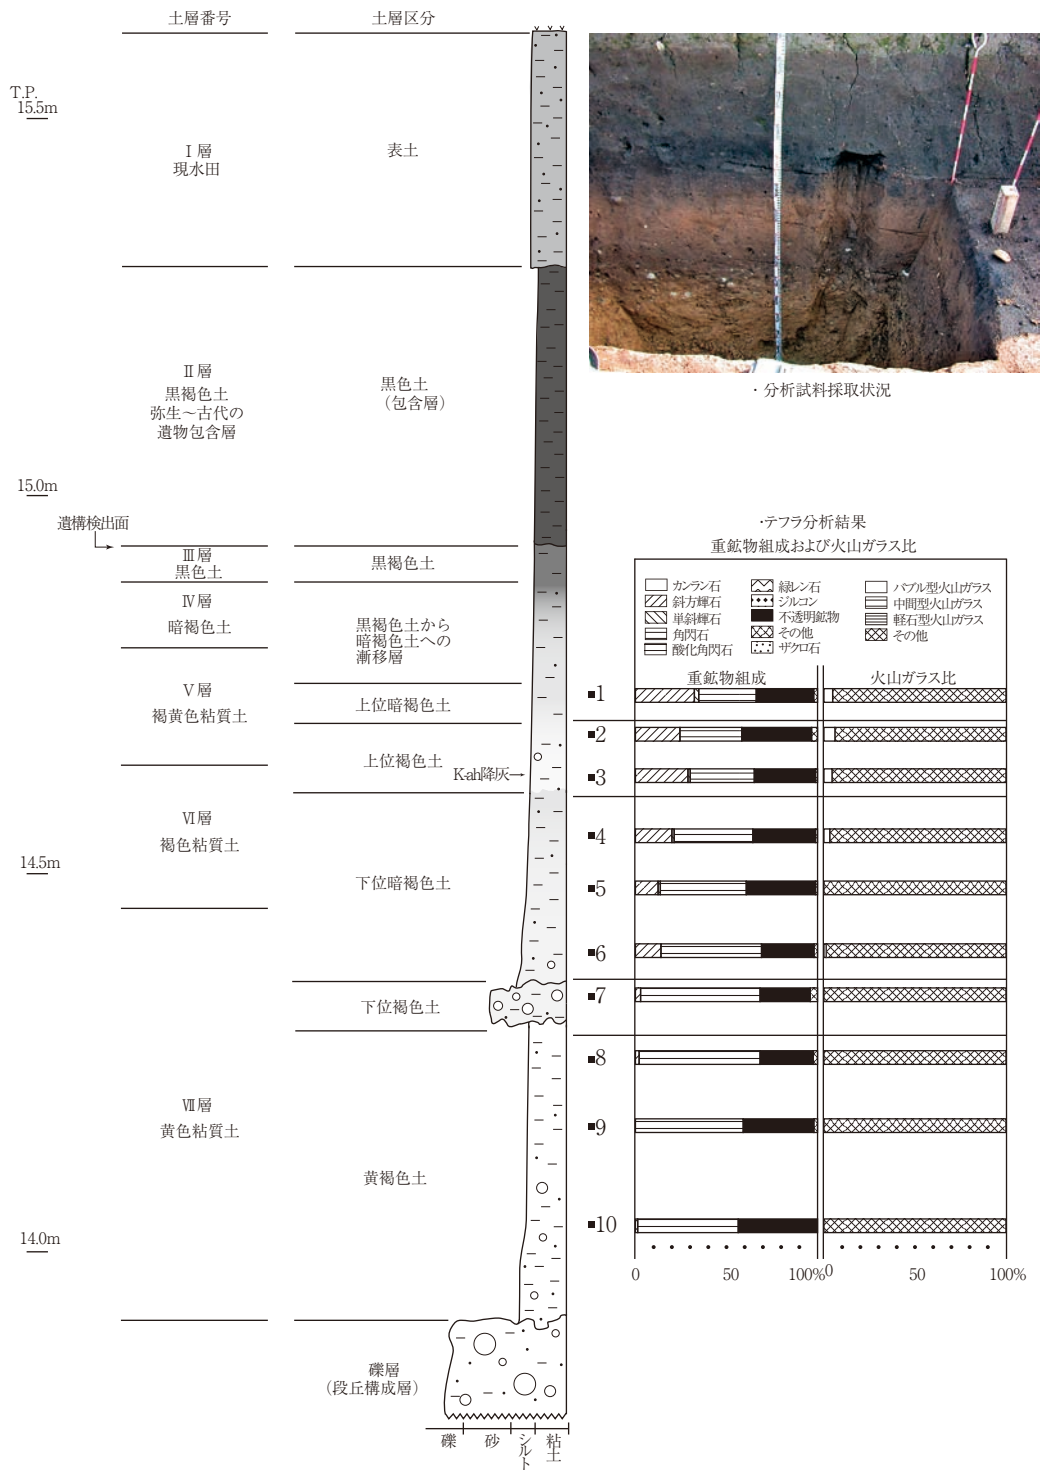 土層番号
土層区分
T.P.
15.5m
Ⅰ層
現水田
表土
Ⅱ層
黒褐色土
弥生～古代の
遺物包含層
黒色土
（包含層）
・分析試料採取状況
15.0m
遺構検出面
Ⅲ層
黒色土
黒褐色土
Ⅳ層
暗褐色土
黒褐色土から
暗褐色土への
漸移層
Ⅴ層
褐黄色粘質土
上位暗褐色土
上位褐色土
K-ah降灰→
Ⅵ層
褐色粘質土
14.5m
下位暗褐色土
下位褐色土
Ⅶ層
黄色粘質土
黄褐色土
14.0m
礫層
（段丘構成層）
礫 砂 シルト 粘土
・テフラ分析結果
重鉱物組成および火山ガラス比
カンラン石
斜方輝石
単斜輝石
角閃石
酸化角閃石
緑レン石
ジルコン
不透明鉱物
その他
ザクロ石
バブル型火山ガラス
中間型火山ガラス
軽石型火山ガラス
その他
重鉱物組成
火山ガラス比
■1
■2
■3
■4
■5
■6
■7
■8
■9
■10
0 50 100%
0 50 100%